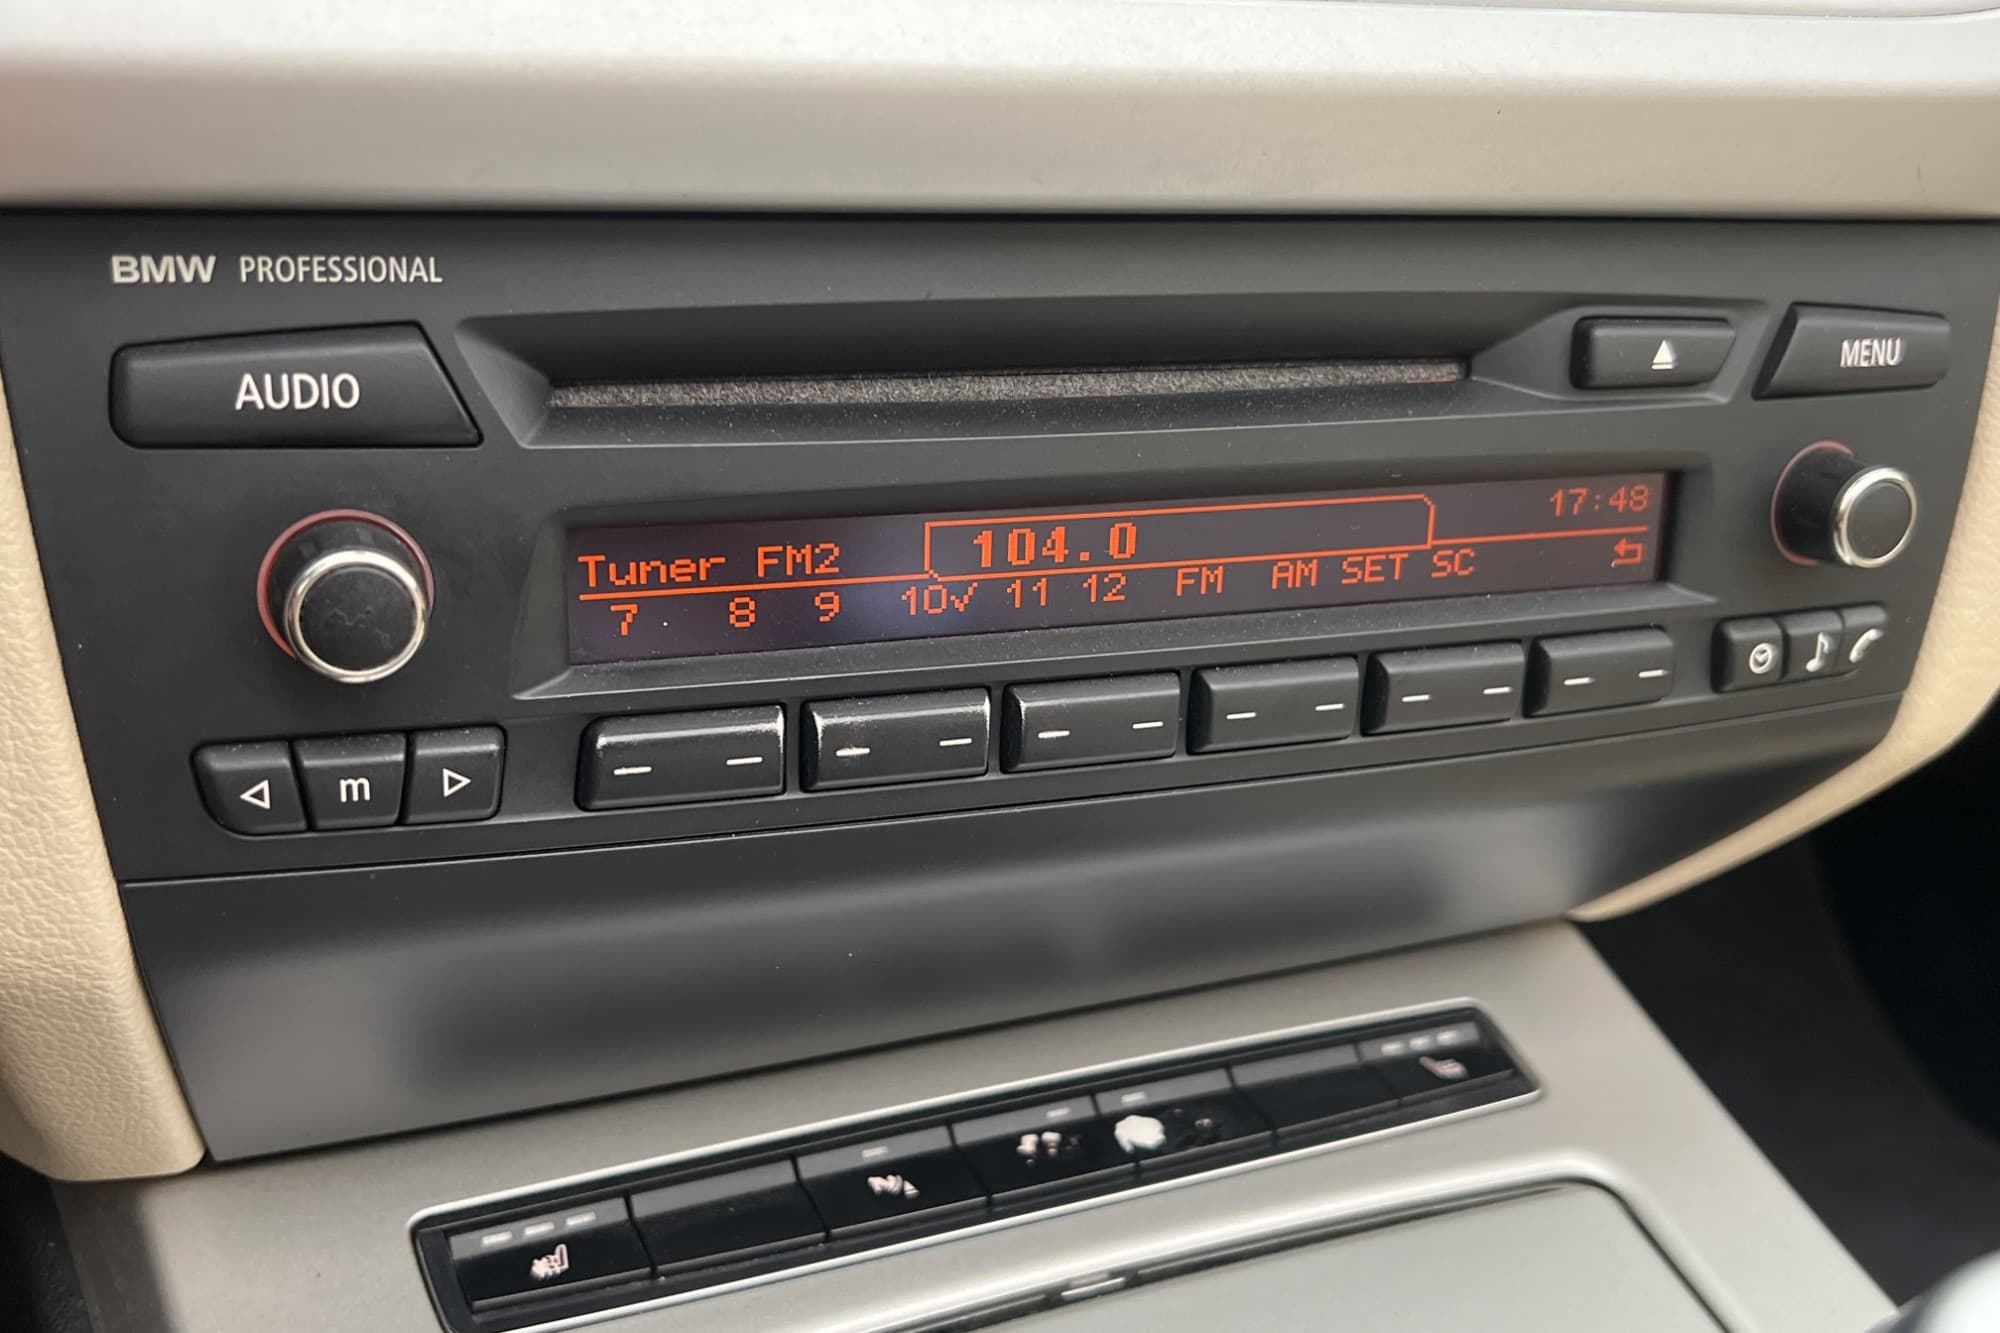 BMW PROFESSIONAL
AUDIO
MENU
Tuner FM2 104.0 17:48
7 8 9 10√ 11 12 FM AM SET SC
m